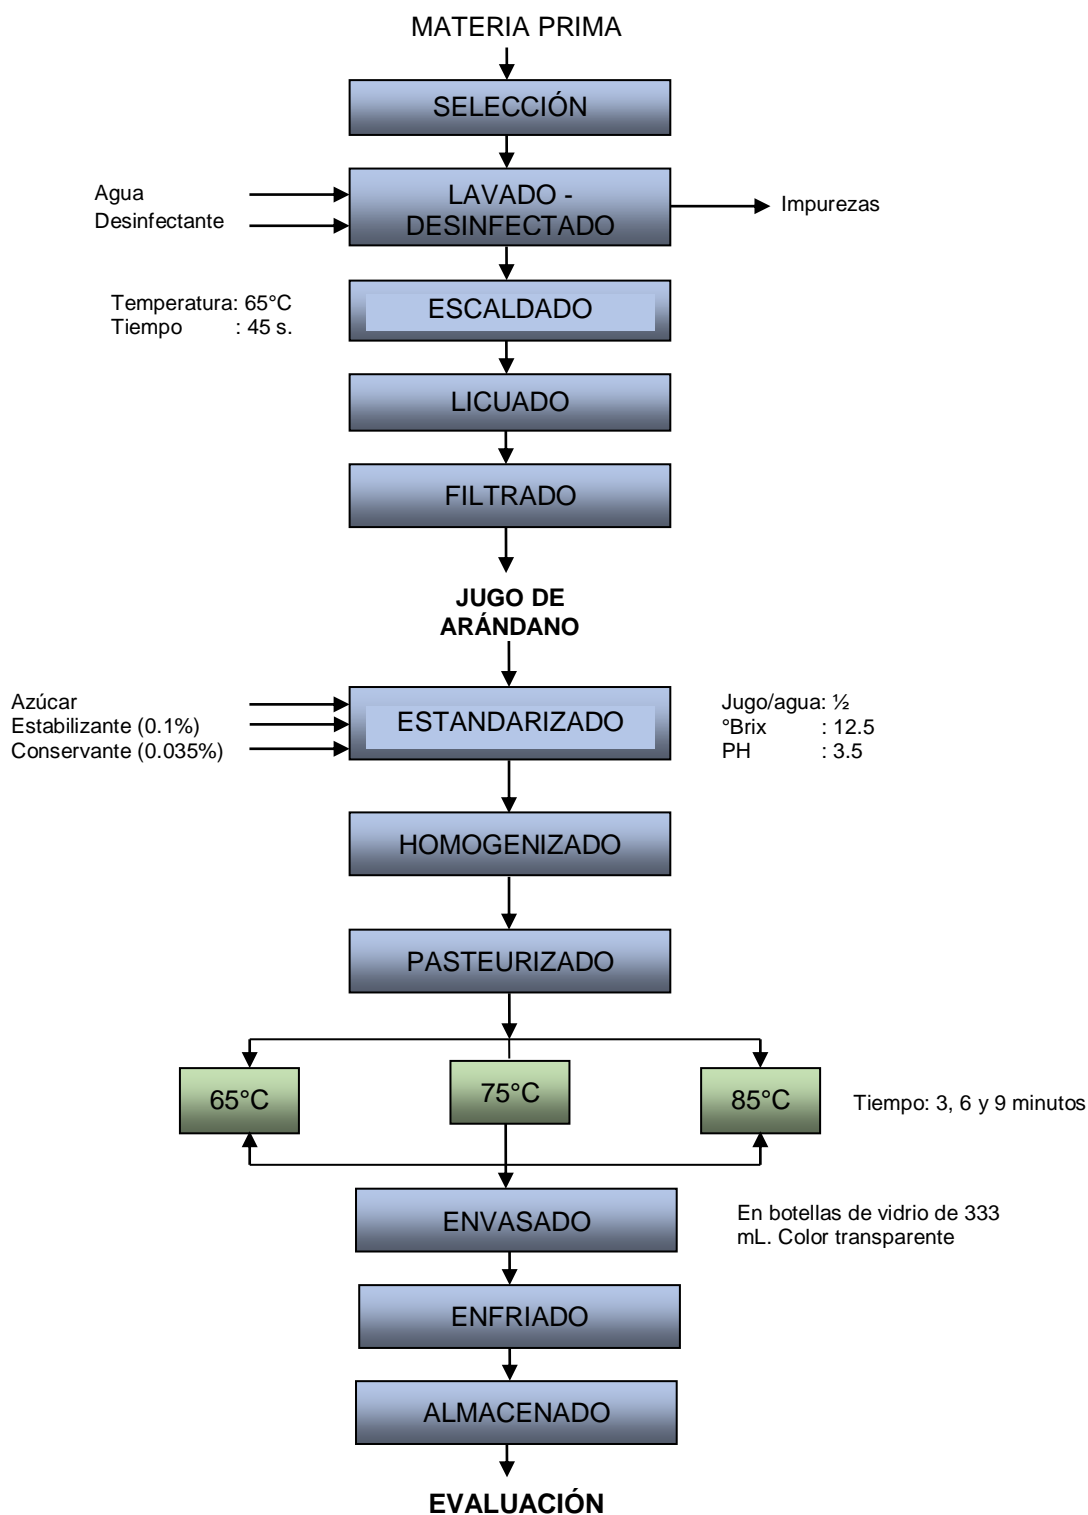 MATERIA PRIMA
SELECCIÓN
Agua
Desinfectante
LAVADO -
DESINFECTADO
Impurezas
Temperatura: 65°C
Tiempo : 45 s.
ESCALDADO
LICUADO
FILTRADO
JUGO DE
ARÁNDANO
Azúcar
Estabilizante (0.1%)
Conservante (0.035%)
ESTANDARIZADO
Jugo/agua: ½
°Brix : 12.5
PH : 3.5
HOMOGENIZADO
PASTEURIZADO
65°C
75°C
85°C
Tiempo: 3, 6 y 9 minutos
ENVASADO
En botellas de vidrio de 333
mL. Color transparente
ENFRIADO
ALMACENADO
EVALUACIÓN